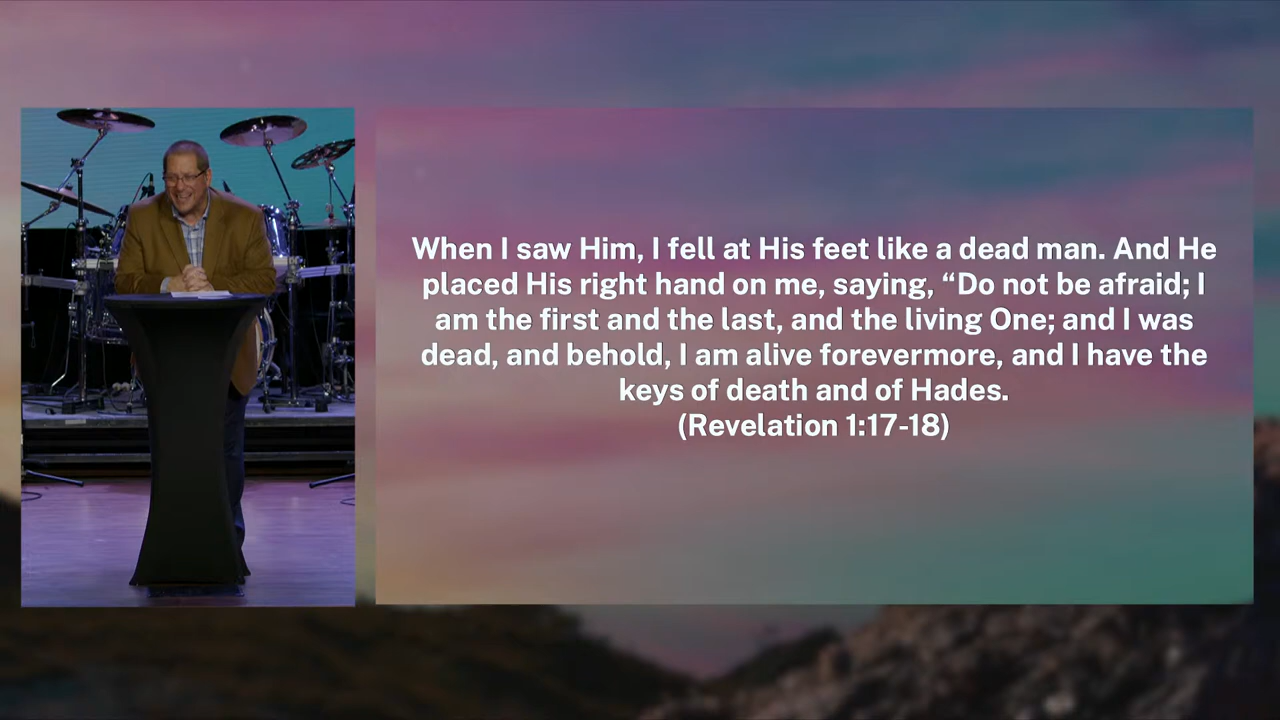 When I saw Him, I fell at His feet like a dead man. And He
placed His right hand on me, saying, “Do not be afraid; I
am the first and the last, and the living One; and I was
dead, and behold, I am alive forevermore, and I have the
keys of death and of Hades.
(Revelation 1:17-18)